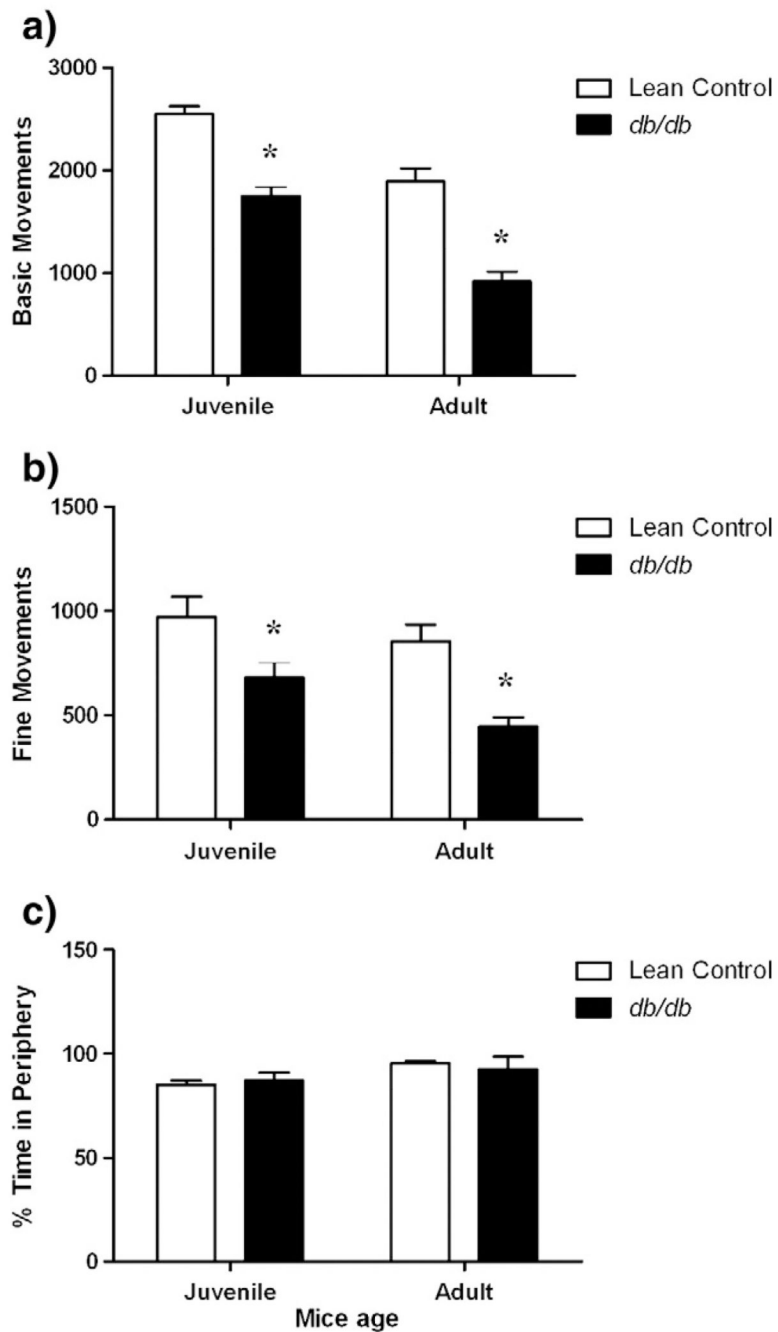 a)
Basic Movements
3000
2000
1000
0
*
*
Lean Control
db/db
Juvenile
Adult
b)
Fine Movements
1500
1000
500
0
*
*
Lean Control
db/db
Juvenile
Adult
c)
% Time in Periphery
150
100
50
0
Lean Control
db/db
Juvenile
Adult
Mice age